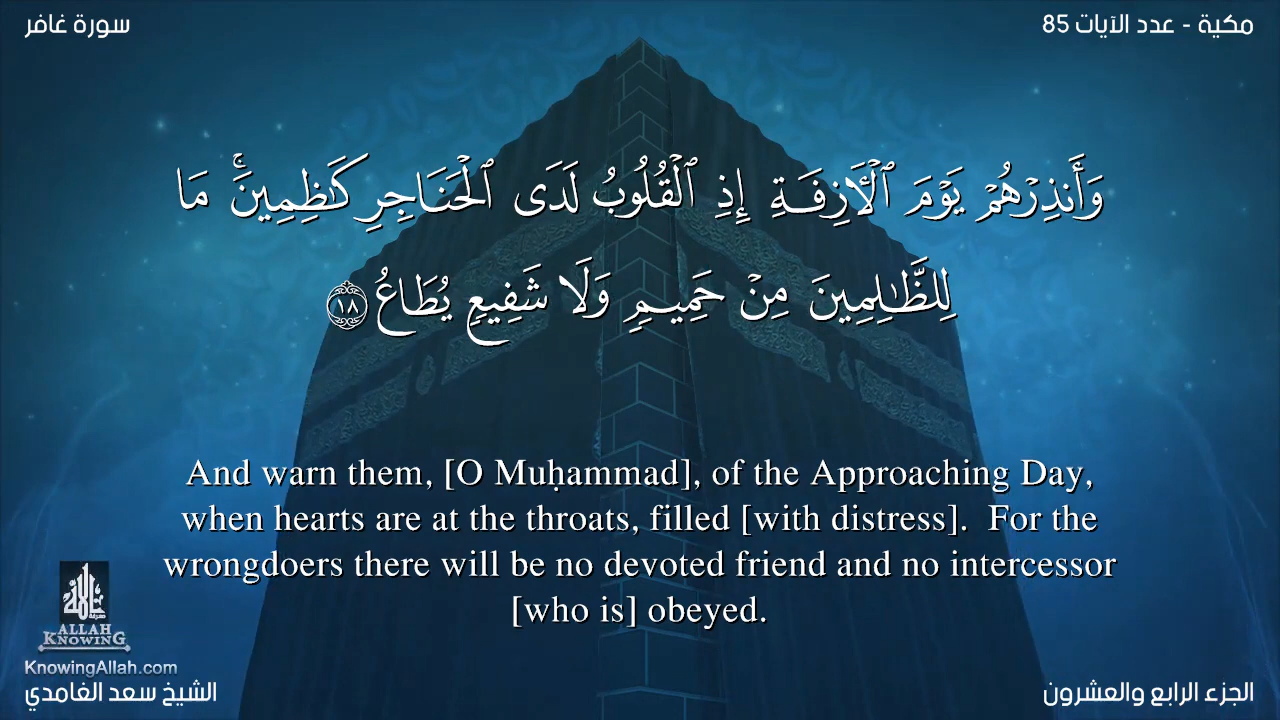 سورة غافر
مكية - عدد الآيات 85
وَأَنذِرْهُمْ يَوْمَ ٱلْـَٔازِفَةِ إِذِ ٱلْقُلُوبُ لَدَى ٱلْحَنَاجِرِ كَـٰظِمِينَ ۚ مَا
لِلظَّـٰلِمِينَ مِنْ حَمِيمٍ وَلَا شَفِيعٍ يُطَاعُ ١٨
And warn them, [O Muḥammad], of the Approaching Day,
when hearts are at the throats, filled [with distress].  For the
wrongdoers there will be no devoted friend and no intercessor
[who is] obeyed.
ALLAH
KNOWING
KnowingAllah.com
الشيخ سعد الغامدي
الجزء الرابع والعشرون